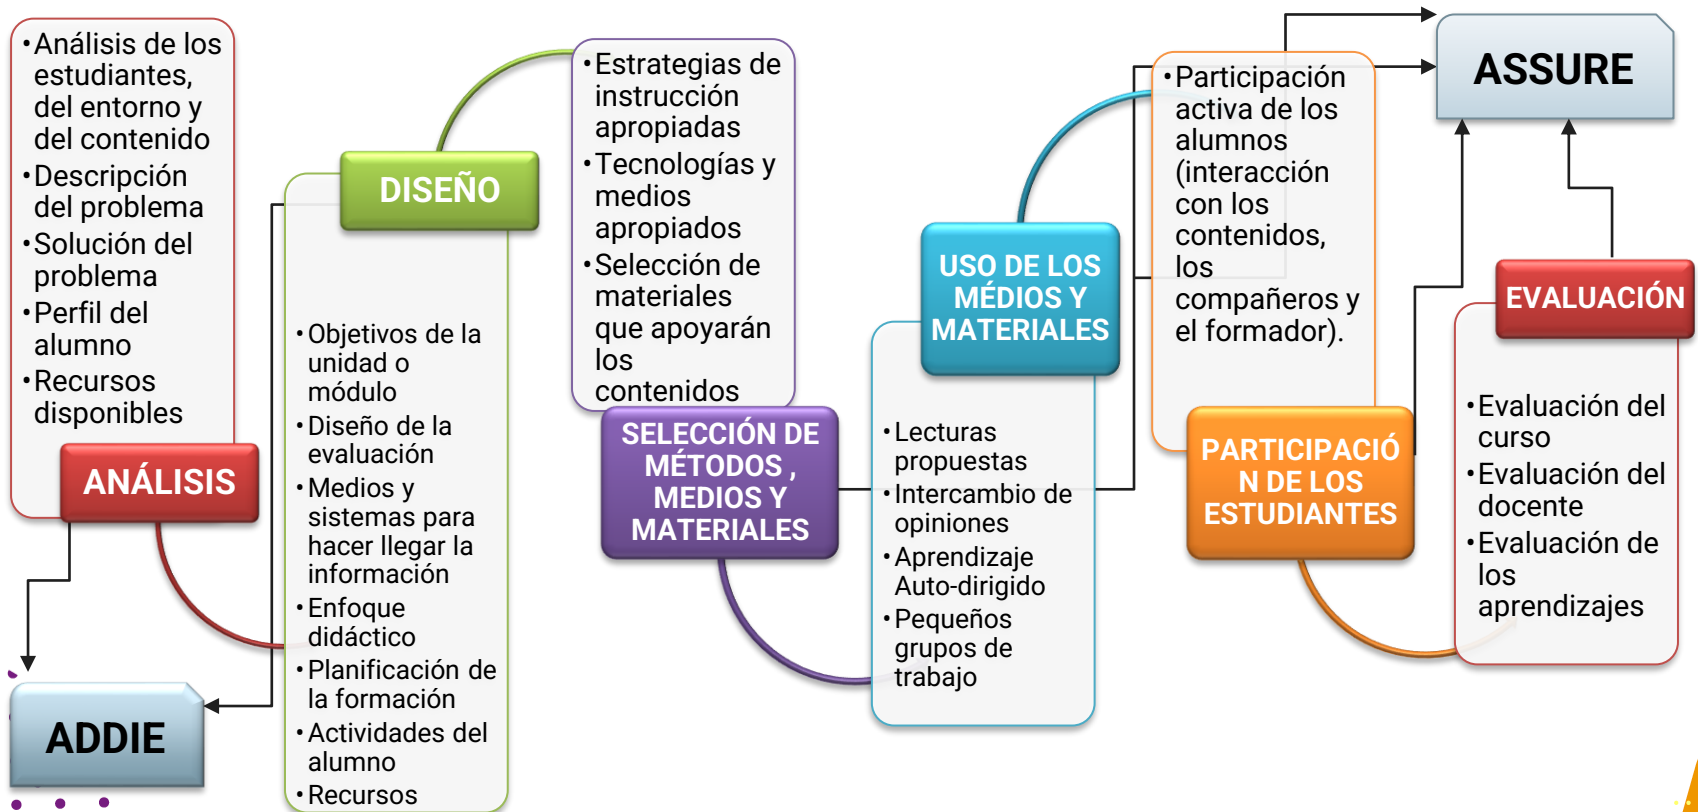 •Análisis de los
estudiantes,
del entorno y
del contenido
•Descripción
del problema
•Solución del
problema
•Perfil del
alumno
•Recursos
disponibles
ANÁLISIS
ADDIE
DISEÑO
•Objetivos de la
unidad o
módulo
•Diseño de la
evaluación
•Medios y
sistemas para
hacer llegar la
información
•Enfoque
didáctico
•Planificación de
la formación
•Actividades del
alumno
•Recursos
•Estrategias de
instrucción
apropiadas
•Tecnologías y
medios
apropiados
•Selección de
materiales
que apoyarán
los
contenidos
SELECCIÓN DE
MÉTODOS ,
MEDIOS Y
MATERIALES
USO DE LOS
MÉDIOS Y
MATERIALES
•Lecturas
propuestas
•Intercambio de
opiniones
•Aprendizaje
Auto-dirigido
•Pequeños
grupos de
trabajo
•Participación
activa de los
alumnos
(interacción
con los
contenidos,
los
compañeros y
el formador).
PARTICIPACIÓ
N DE LOS
ESTUDIANTES
ASSURE
EVALUACIÓN
•Evaluación del
curso
•Evaluación del
docente
•Evaluación de
los
aprendizajes